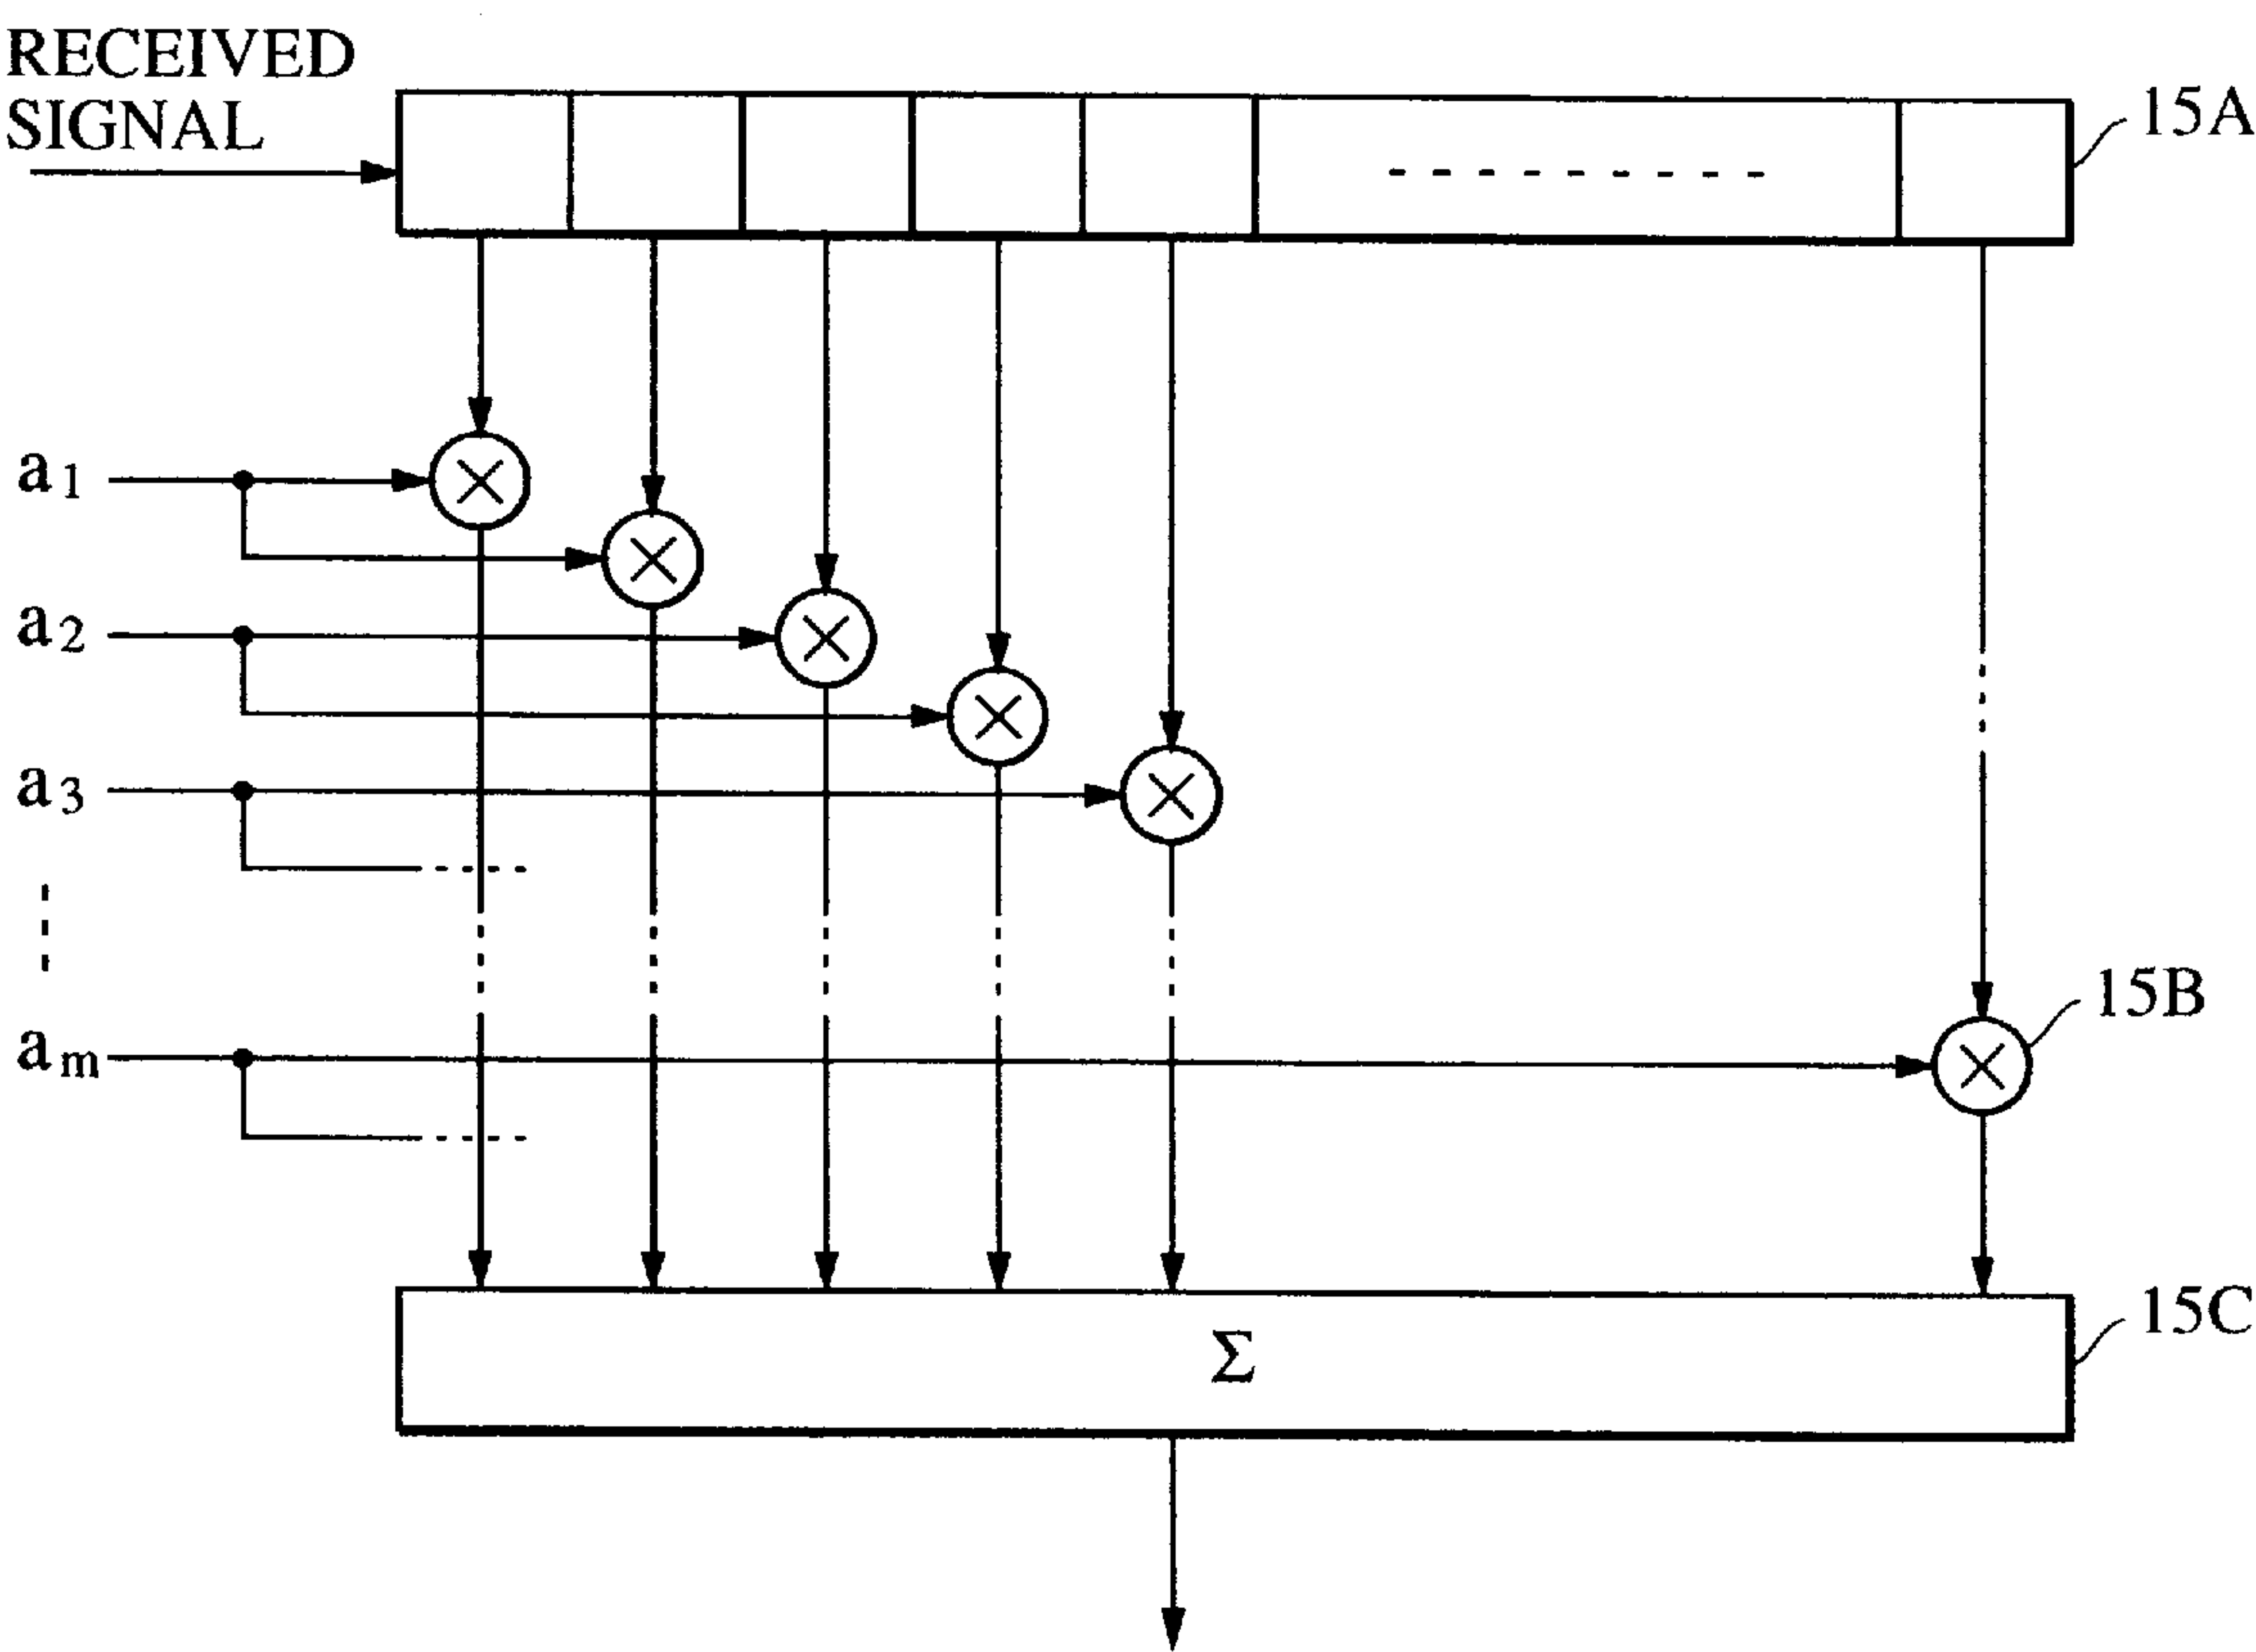 RECEIVED
SIGNAL
15A
a1
a2
a3
am
15B
15C
Σ